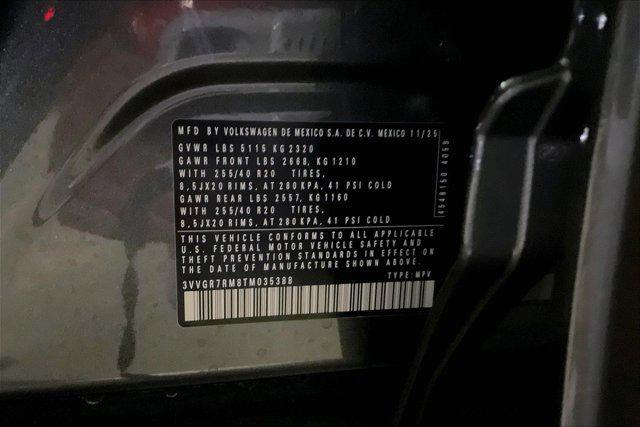 MFD BY VOLKSWAGEN DE MEXICO S.A. DE C.V. MEXICO 11/25
GVWR LBS 5115 KG 2320
GAWR FRONT LBS 2668, KG 1210
WITH 255/40 R20 TIRES,
8,5JX20 RIMS, AT 280 KPA, 41 PSI COLD
GAWR REAR LBS 2557, KG 1160
WITH 255/40 R20 TIRES,
8,5JX20 RIMS, AT 280 KPA, 41 PSI COLD
4548150 4059
THIS VEHICLE CONFORMS TO ALL APPLICABLE
U.S. FEDERAL MOTOR VEHICLE SAFETY AND
THEFT PREVENTION STANDARDS IN EFFECT ON
THE DATE OF MANUFACTURE SHOWN ABOVE.
3VVGR7RM8TM035388 TYPE: MPV